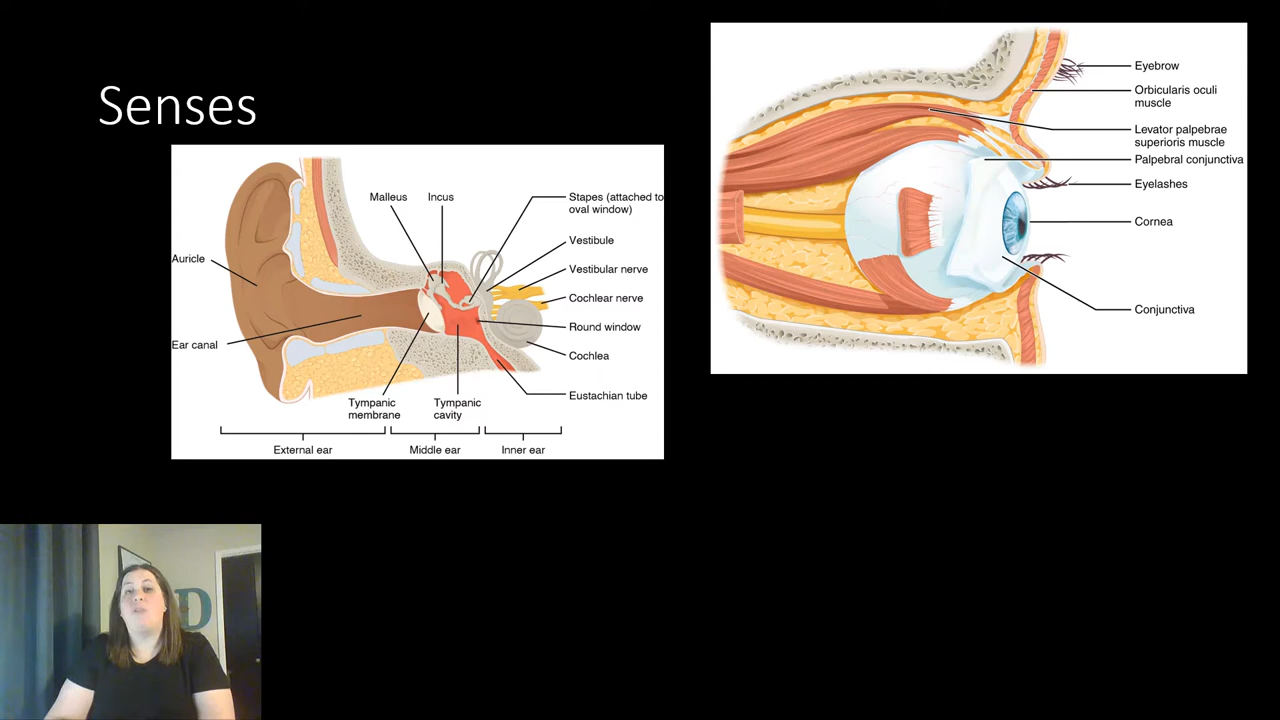 Senses
Malleus
Incus
Stapes (attached to
oval window)
Vestibule
Auricle
Vestibular nerve
Cochlear nerve
Round window
Ear canal
Cochlea
Eustachian tube
Tympanic
membrane
Tympanic
cavity
External ear
Middle ear
Inner ear
Eyebrow
Orbicularis oculi
muscle
Levator palpebrae
superioris muscle
Palpebral conjunctiva
Eyelashes
Cornea
Conjunctiva
D